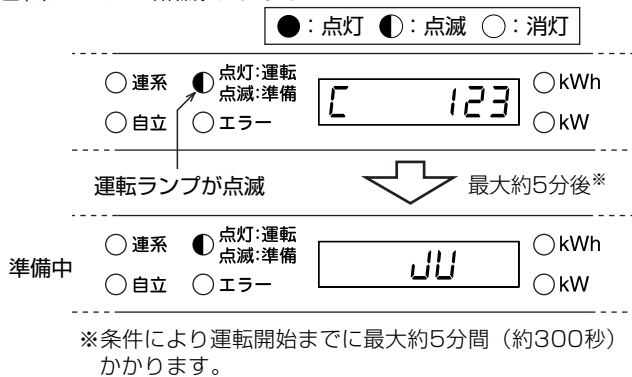 ●：点灯 ◐：点滅 ○：消灯
○連系 ◐点灯:運転 ○kWh
点滅:準備
C 123
○自立 ○エラー ○kW
運転ランプが点滅
最大約5分後※
○連系 ◐点灯:運転 ○kWh
点滅:準備
準備中
JU
○自立 ○エラー ○kW
※条件により運転開始までに最大約5分間（約300秒）
かかります。